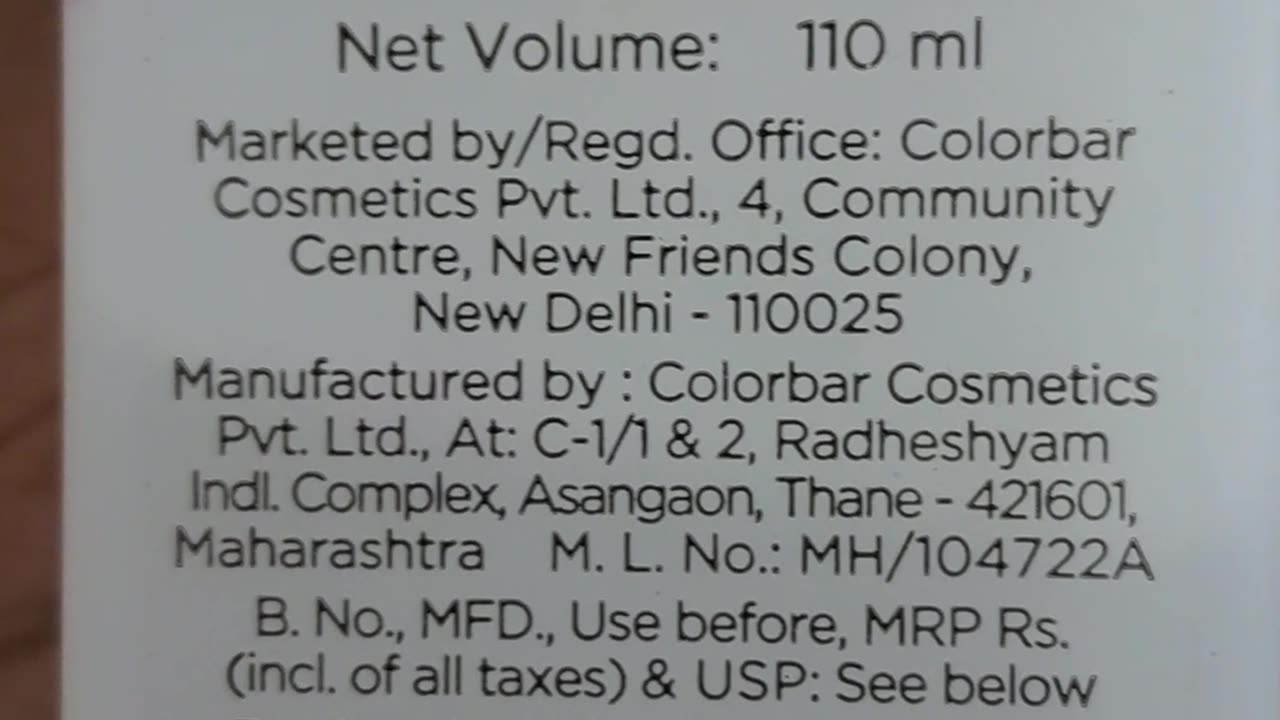 Net Volume: 110 ml
Marketed by/Regd. Office: Colorbar
Cosmetics Pvt. Ltd., 4, Community
Centre, New Friends Colony,
New Delhi - 110025
Manufactured by : Colorbar Cosmetics
Pvt. Ltd., At: C-1/1 & 2, Radheshyam
Indl. Complex, Asangaon, Thane - 421601,
Maharashtra M. L. No.: MH/104722A
B. No., MFD., Use before, MRP Rs.
(incl. of all taxes) & USP: See below